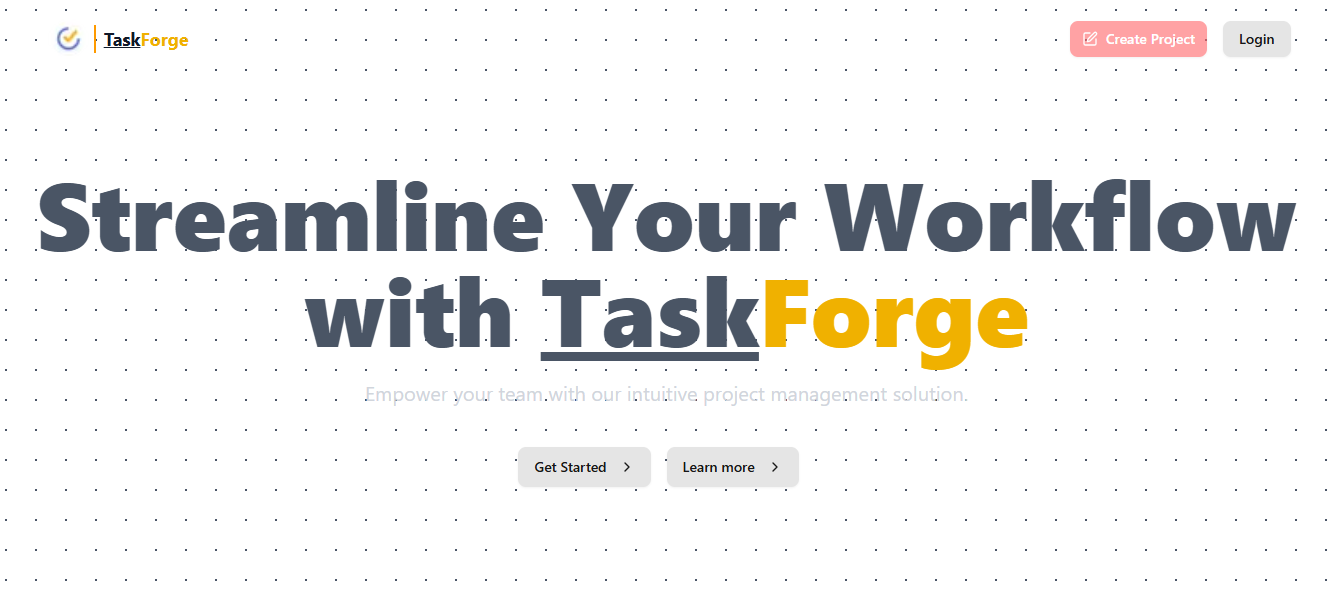 TaskForge
Create Project
Login
Streamline Your Workflow
with TaskForge
Empower your team with our intuitive project management solution.
Get Started
Learn more